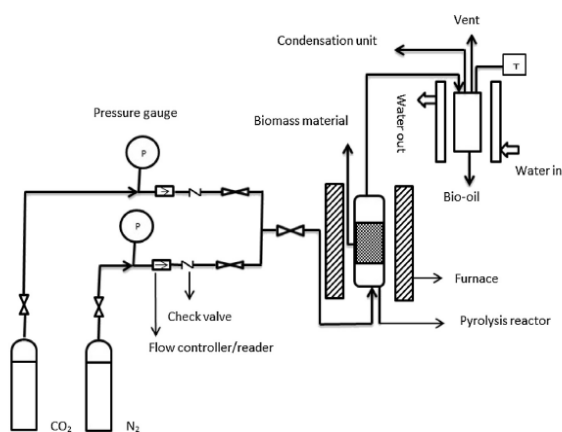 Vent
Condensation unit
T
Pressure gauge
Water out
Biomass material
P
Water in
Bio-oil
P
Furnace
Check valve
Pyrolysis reactor
Flow controller/reader
CO₂
N₂